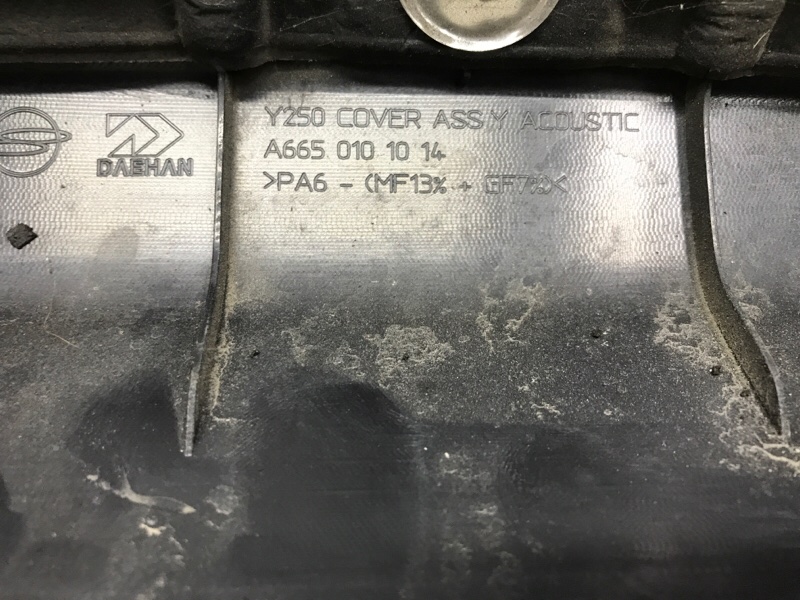 Y250 COVER ASS'Y ACOUSTIC
DAEHAN
A665 010 10 14
>PA6 - (MF13% + GF7%)<